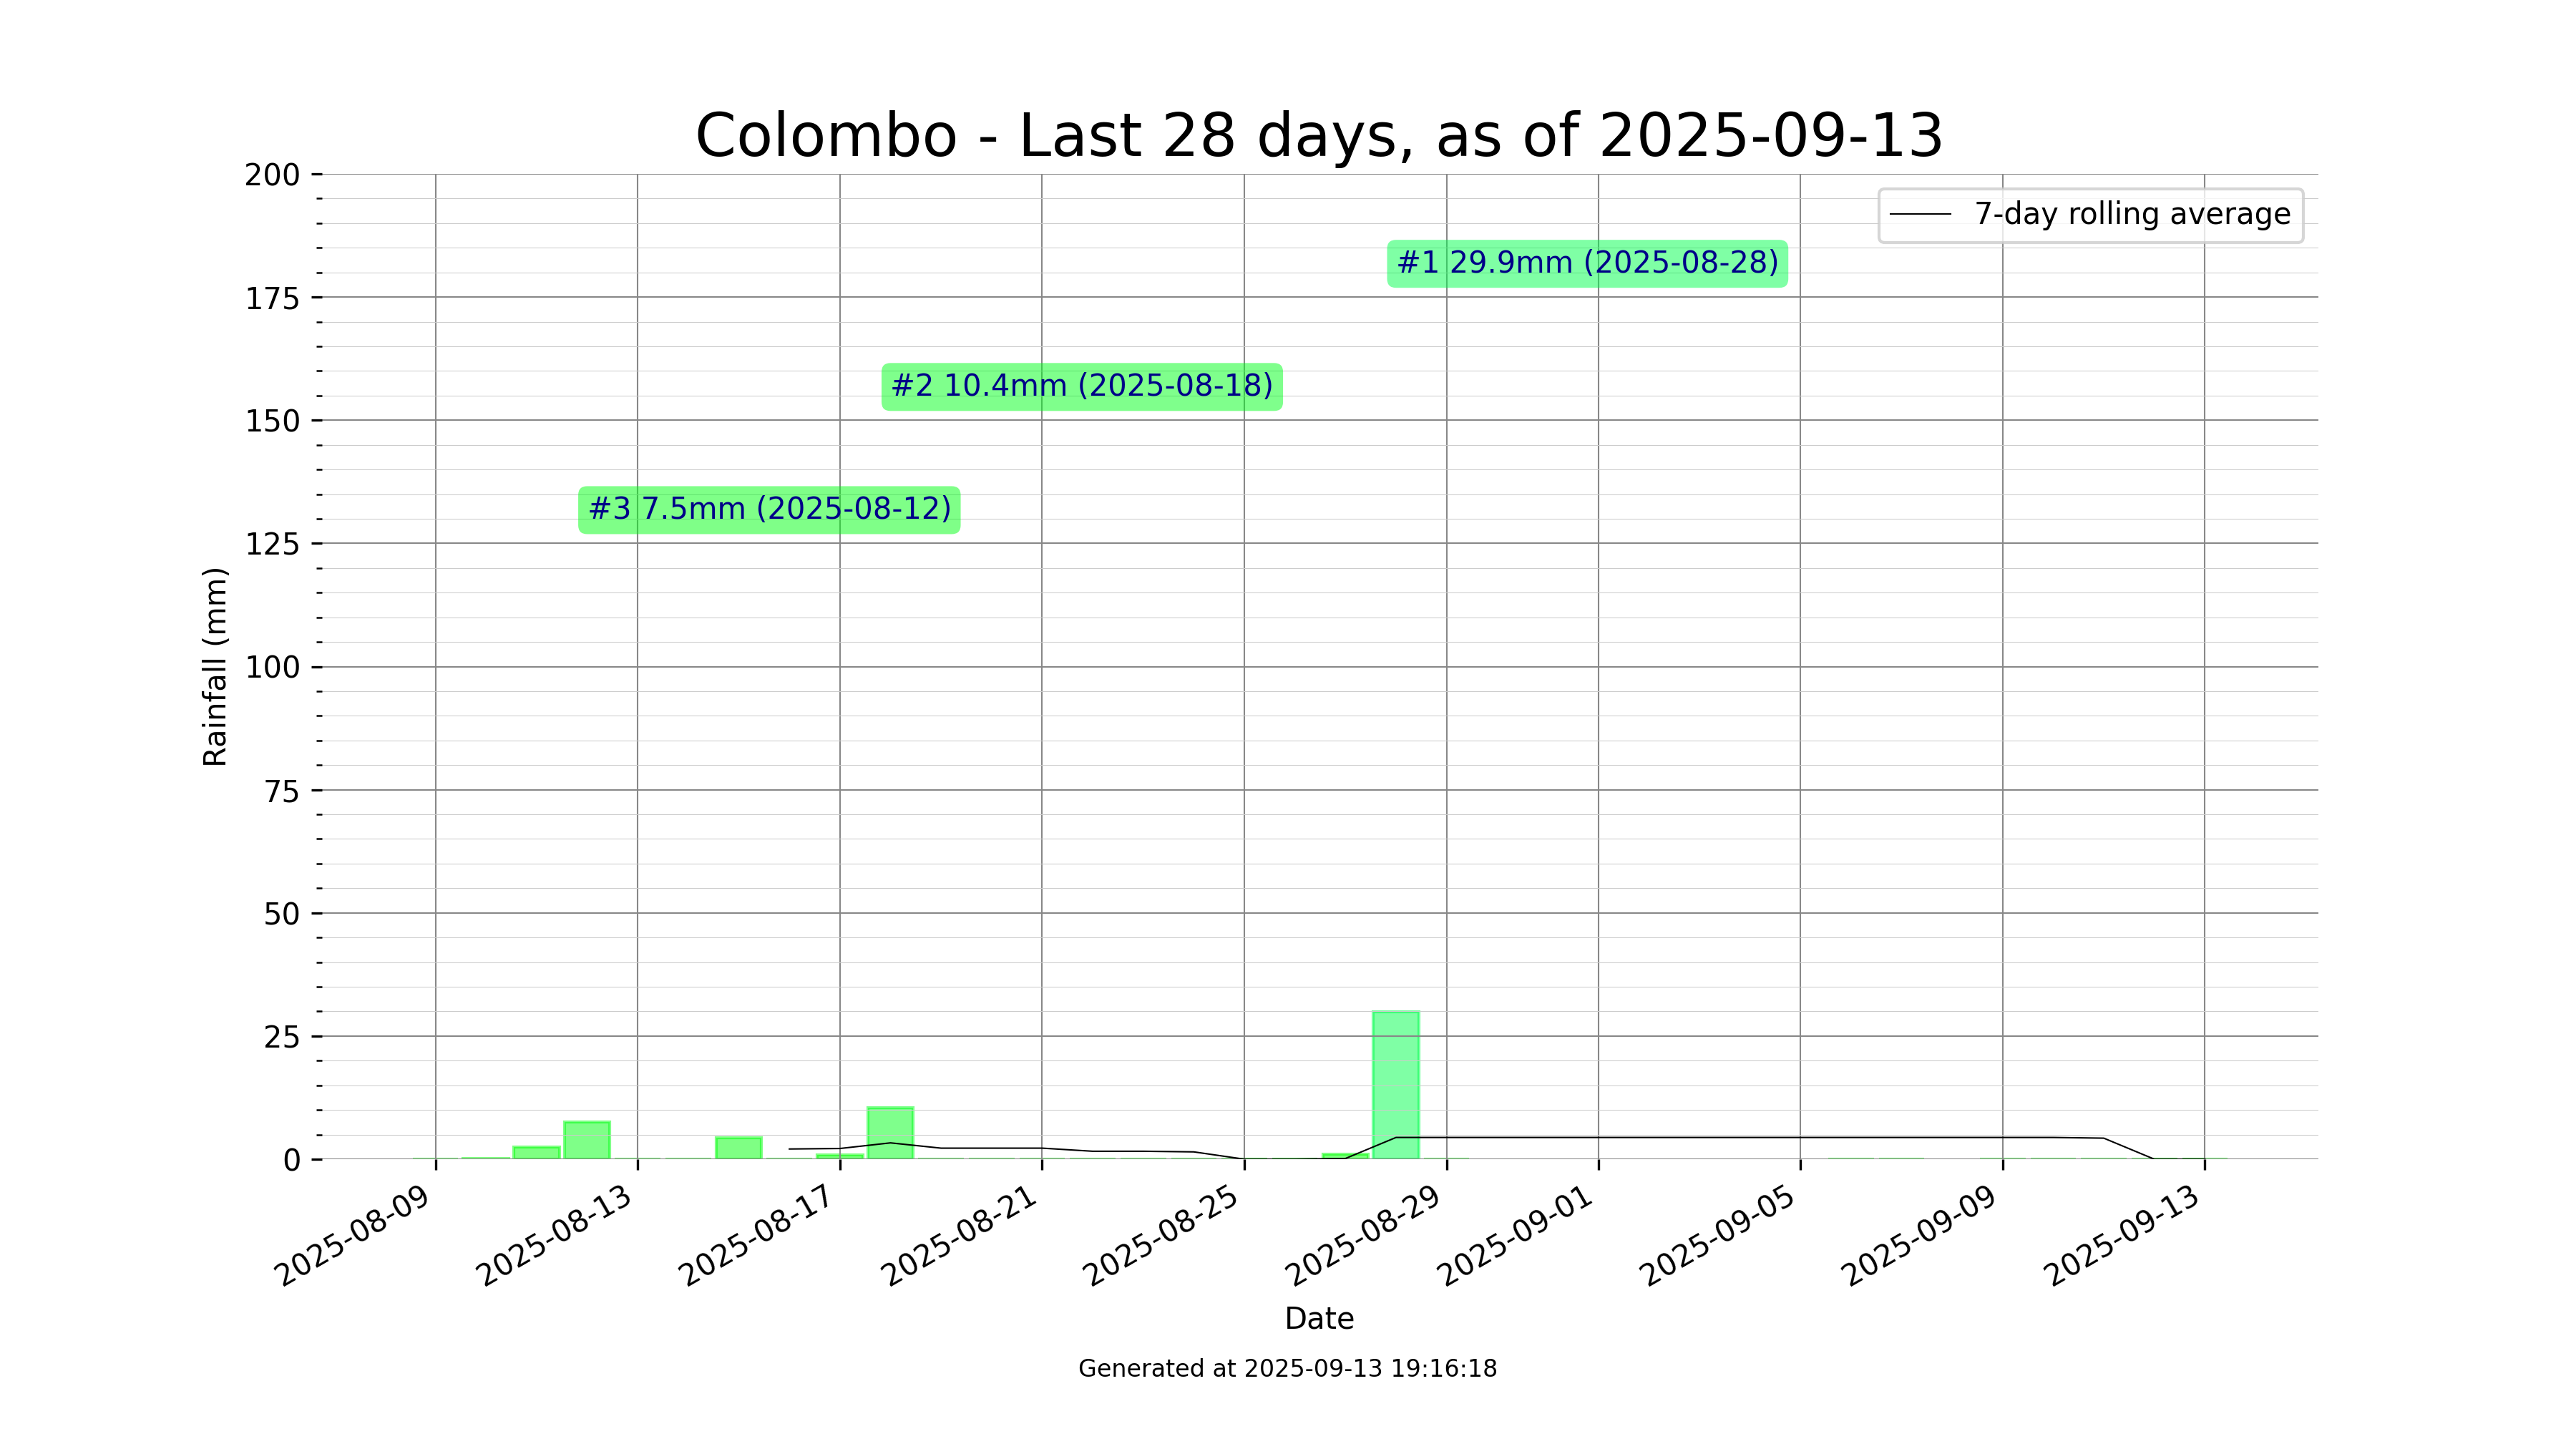 Colombo - Last 28 days, as of 2025-09-13
7-day rolling average
#1 29.9mm (2025-08-28)
#2 10.4mm (2025-08-18)
#3 7.5mm (2025-08-12)
Rainfall (mm)
200
175
150
125
100
75
50
25
0
2025-08-09
2025-08-13
2025-08-17
2025-08-21
2025-08-25
2025-08-29
2025-09-01
2025-09-05
2025-09-09
2025-09-13
Date
Generated at 2025-09-13 19:16:18